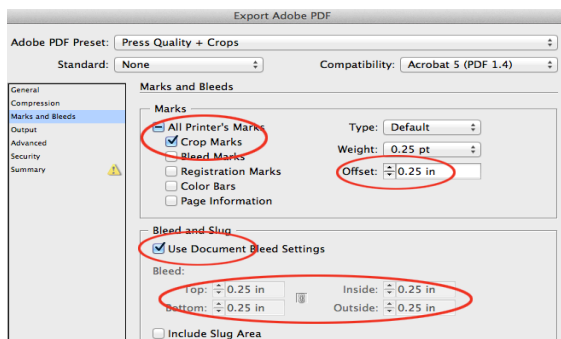 Export Adobe PDF
Adobe PDF Preset: Press Quality + Crops
Standard: None Compatibility: Acrobat 5 (PDF 1.4)
General
Compression
Marks and Bleeds
Output
Advanced
Security
Summary
Marks and Bleeds
Marks
All Printer's Marks
Crop Marks
Bleed Marks
Registration Marks
Color Bars
Page Information
Type: Default
Weight: 0.25 pt
Offset: 0.25 in
Bleed and Slug
Use Document Bleed Settings
Bleed:
Top: 0.25 in Inside: 0.25 in
Bottom: 0.25 in Outside: 0.25 in
Include Slug Area